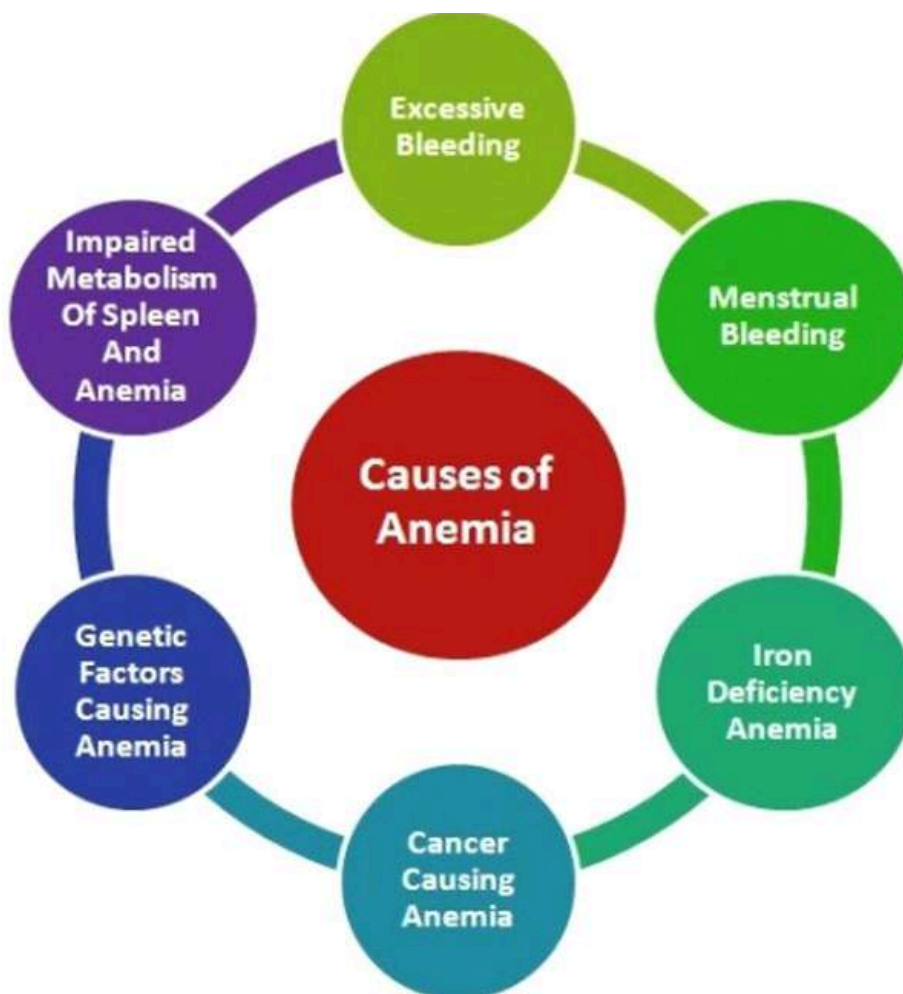 Excessive
Bleeding
Menstrual
Bleeding
Iron
Deficiency
Anemia
Cancer
Causing
Anemia
Genetic
Factors
Causing
Anemia
Impaired
Metabolism
Of Spleen
And
Anemia
Causes of
Anemia